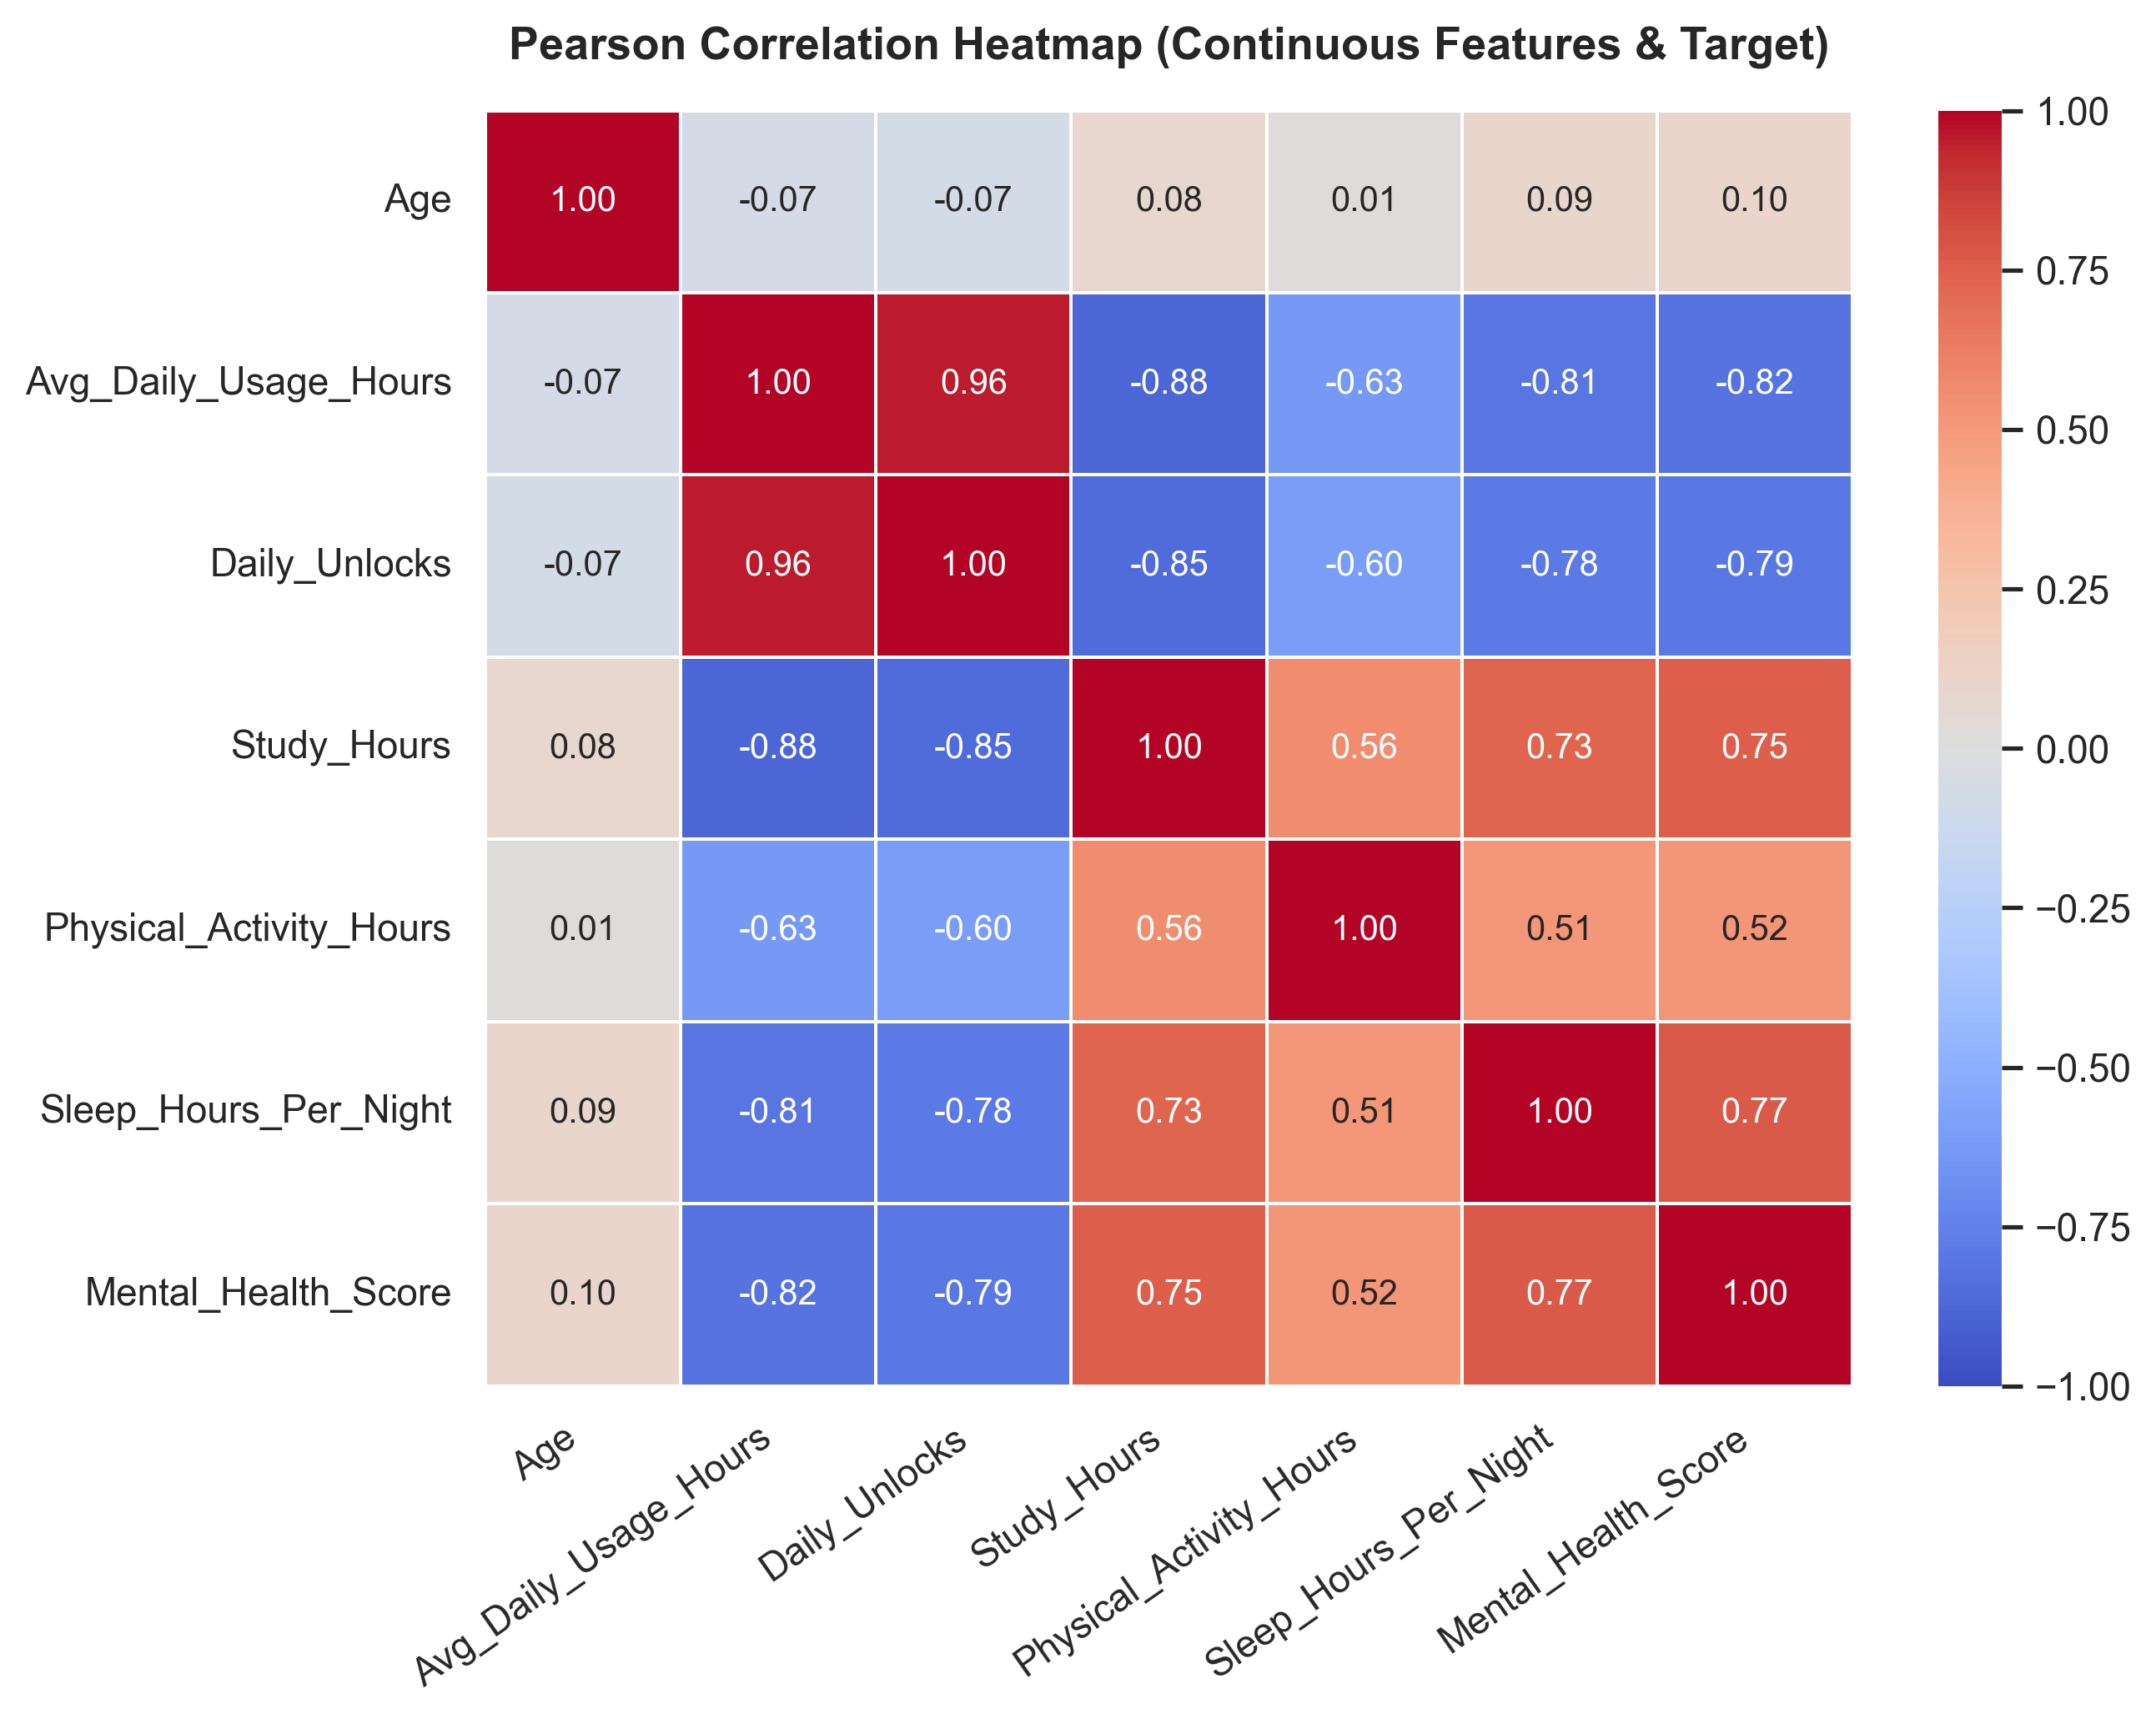 Pearson Correlation Heatmap (Continuous Features & Target)
Age 1.00 -0.07 -0.07 0.08 0.01 0.09 0.10
Avg_Daily_Usage_Hours -0.07 1.00 0.96 -0.88 -0.63 -0.81 -0.82
Daily_Unlocks -0.07 0.96 1.00 -0.85 -0.60 -0.78 -0.79
Study_Hours 0.08 -0.88 -0.85 1.00 0.56 0.73 0.75
Physical_Activity_Hours 0.01 -0.63 -0.60 0.56 1.00 0.51 0.52
Sleep_Hours_Per_Night 0.09 -0.81 -0.78 0.73 0.51 1.00 0.77
Mental_Health_Score 0.10 -0.82 -0.79 0.75 0.52 0.77 1.00
Age
Avg_Daily_Usage_Hours
Daily_Unlocks
Study_Hours
Physical_Activity_Hours
Sleep_Hours_Per_Night
Mental_Health_Score
1.00
0.75
0.50
0.25
0.00
−0.25
−0.50
−0.75
−1.00